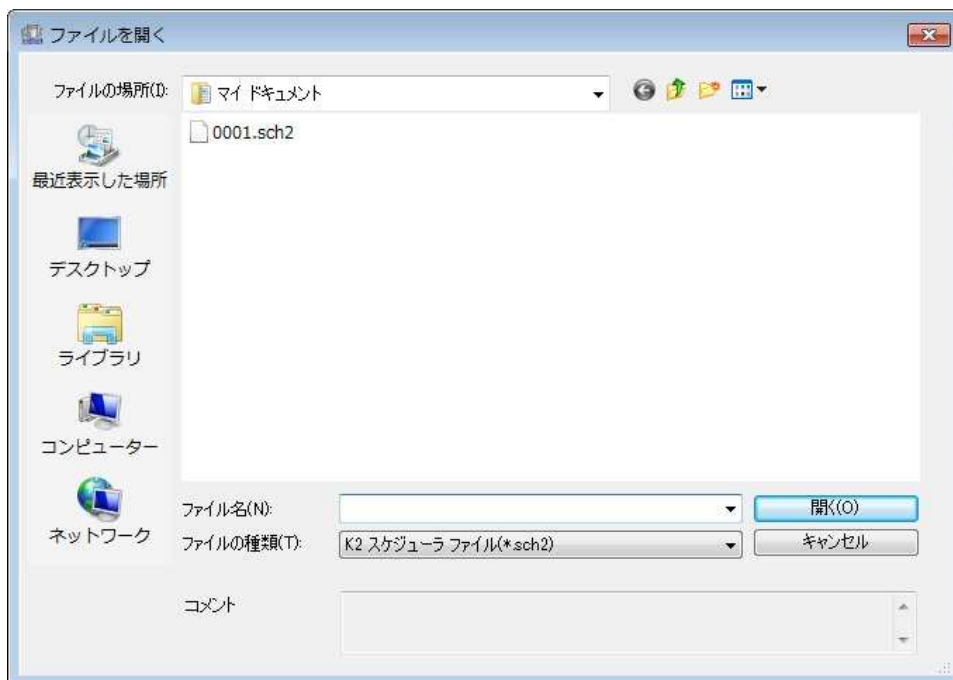 ファイルを開く
ファイルの場所(I):
マイ ドキュメント
0001.sch2
最近表示した場所
デスクトップ
ライブラリ
コンピューター
ネットワーク
ファイル名(N):
開く(O)
ファイルの種類(T):
K2 スケジューラ ファイル(*.sch2)
キャンセル
コメント